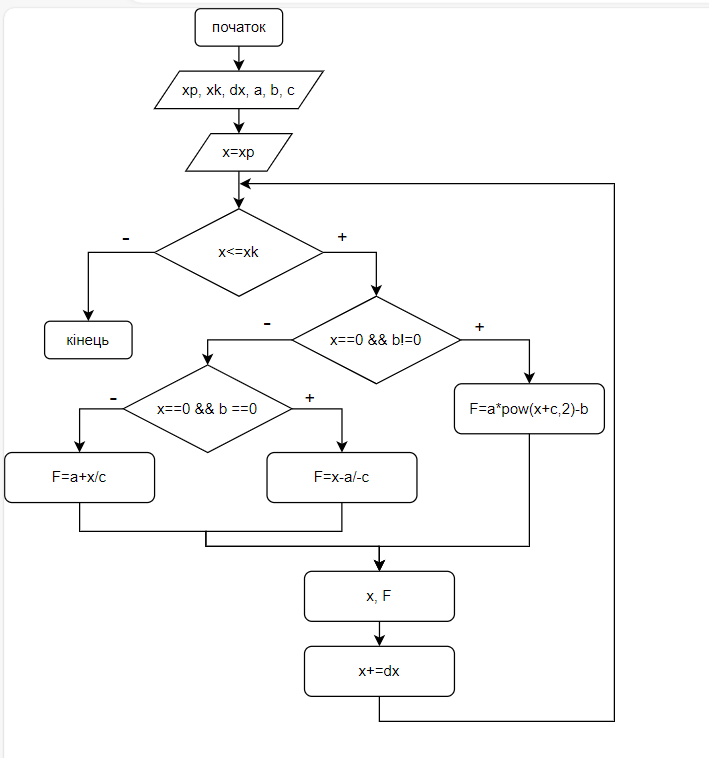 початок
xp, xk, dx, a, b, c
x=xp
x<=xk
-
+
кінець
x==0 && b!=0
-
+
x==0 && b ==0
-
+
F=a*pow(x+c,2)-b
F=a+x/c
F=x-a/-c
x, F
x+=dx